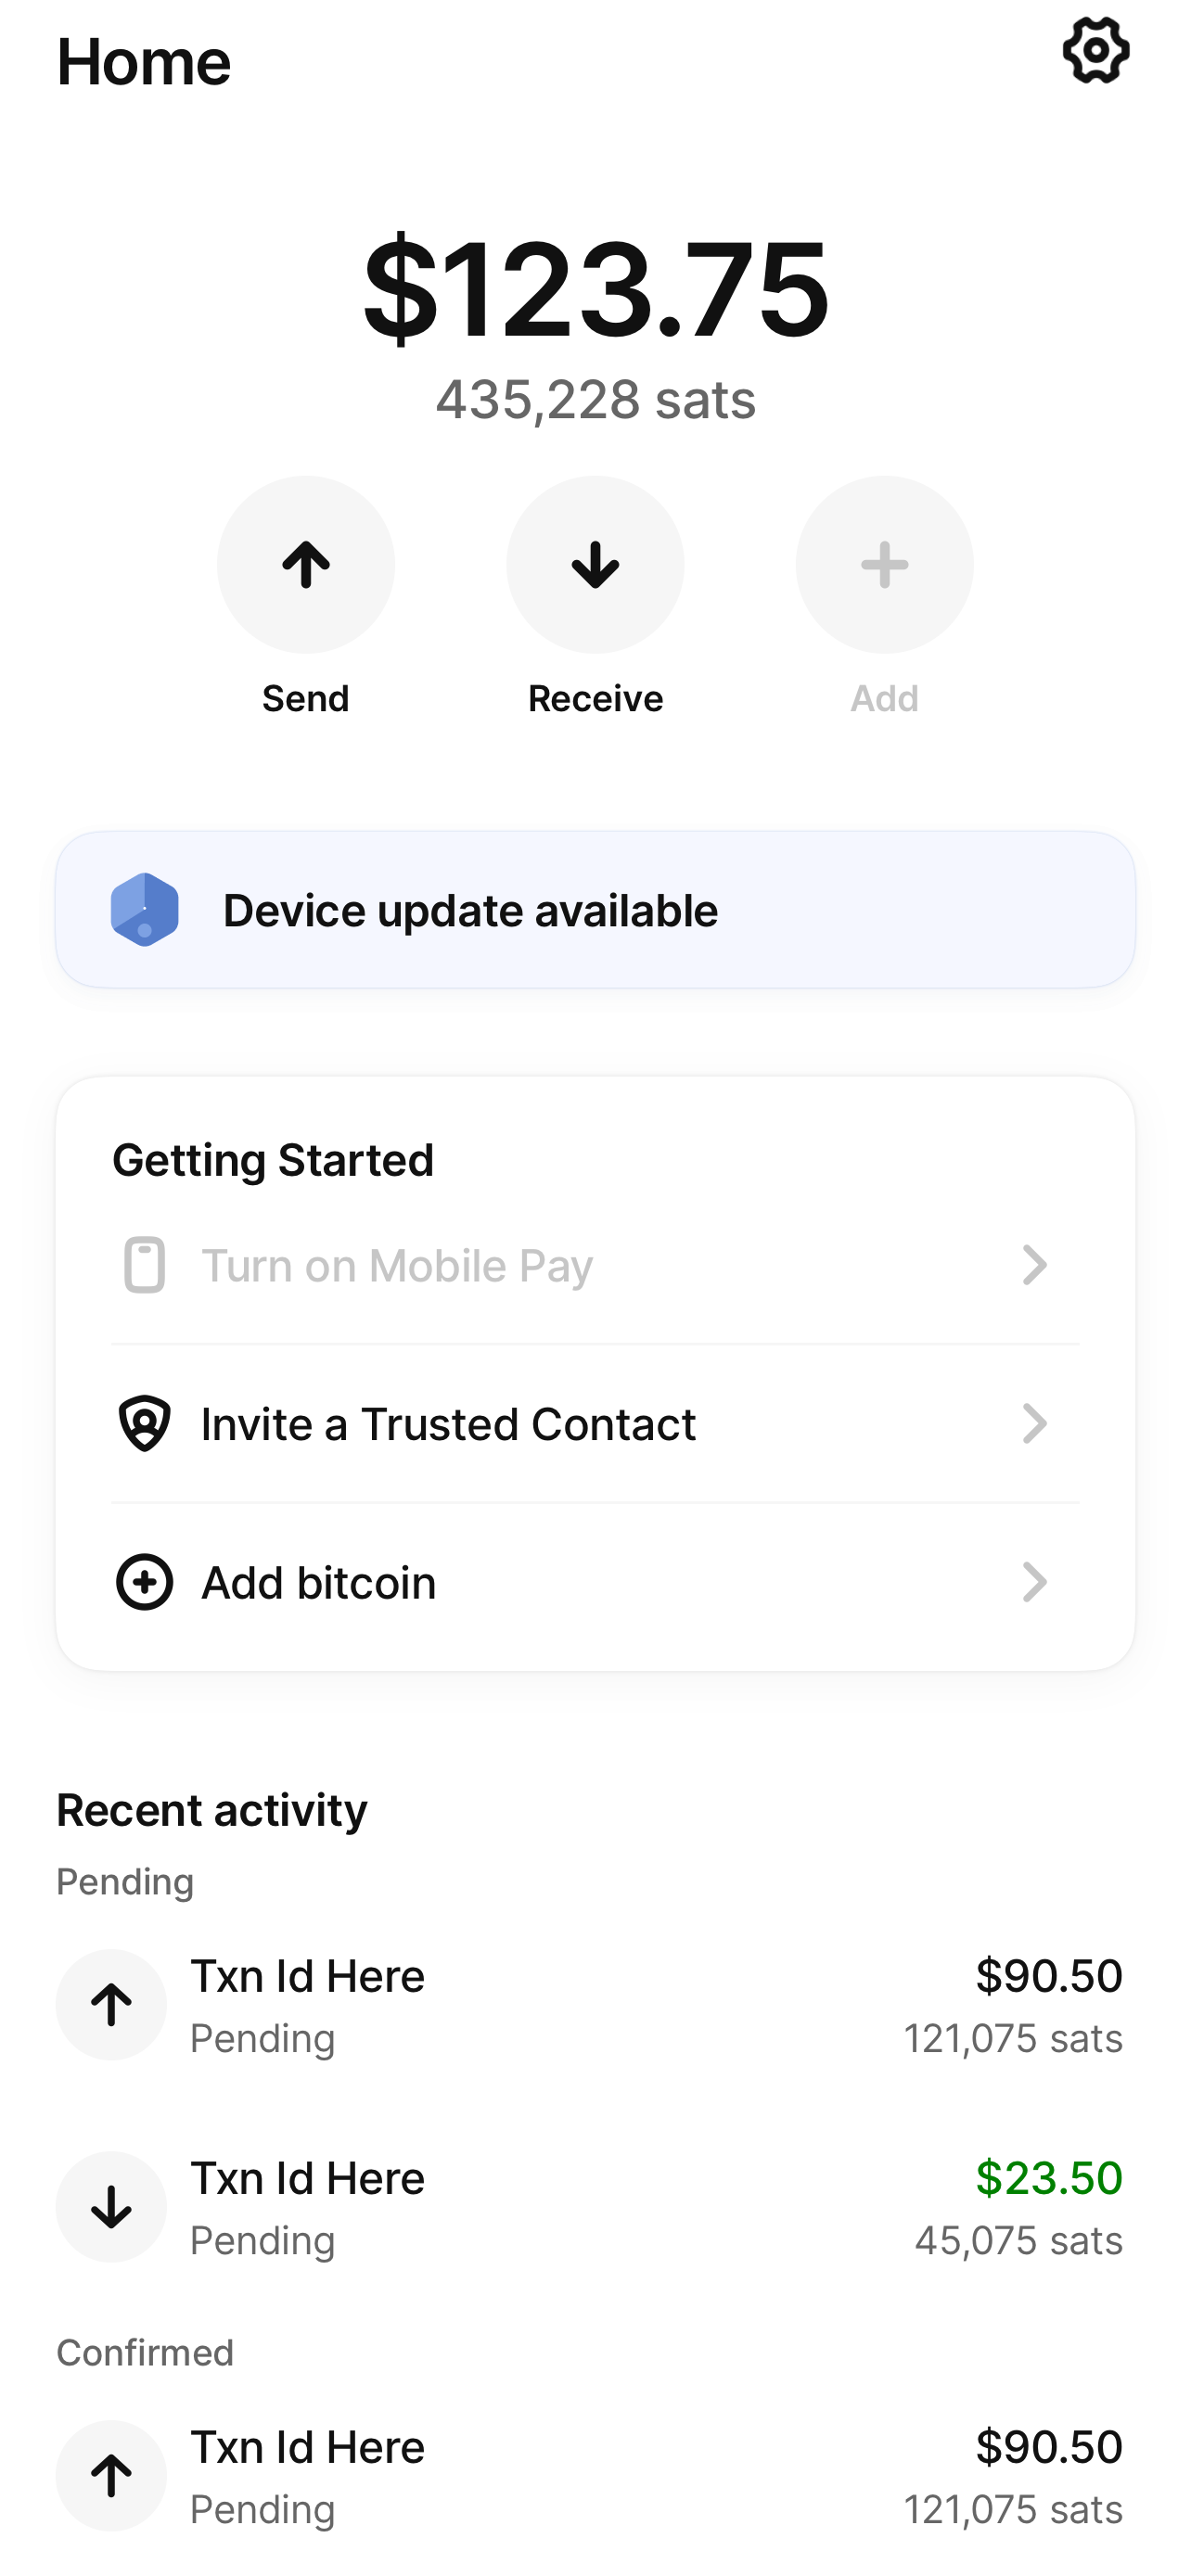 Home
$123.75
435,228 sats
Send Receive Add
Device update available
Getting Started
Turn on Mobile Pay
Invite a Trusted Contact
Add bitcoin
Recent activity
Pending
Txn Id Here $90.50
Pending 121,075 sats
Txn Id Here $23.50
Pending 45,075 sats
Confirmed
Txn Id Here $90.50
Pending 121,075 sats